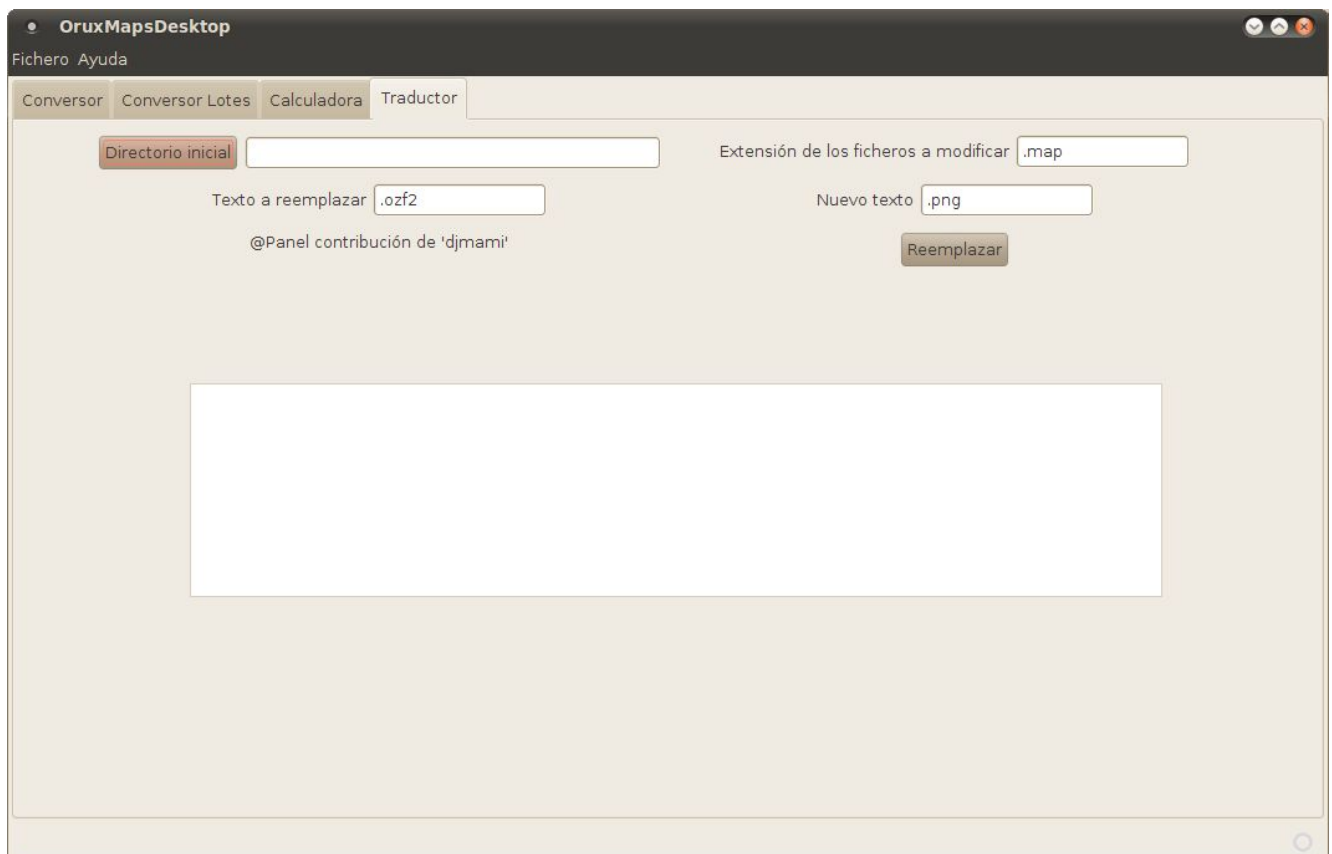 OruxMapsDesktop
Fichero Ayuda
Conversor Conversor Lotes Calculadora Traductor
Directorio inicial Extensión de los ficheros a modificar .map
Texto a reemplazar .ozf2 Nuevo texto .png
@Panel contribución de 'djmami' Reemplazar